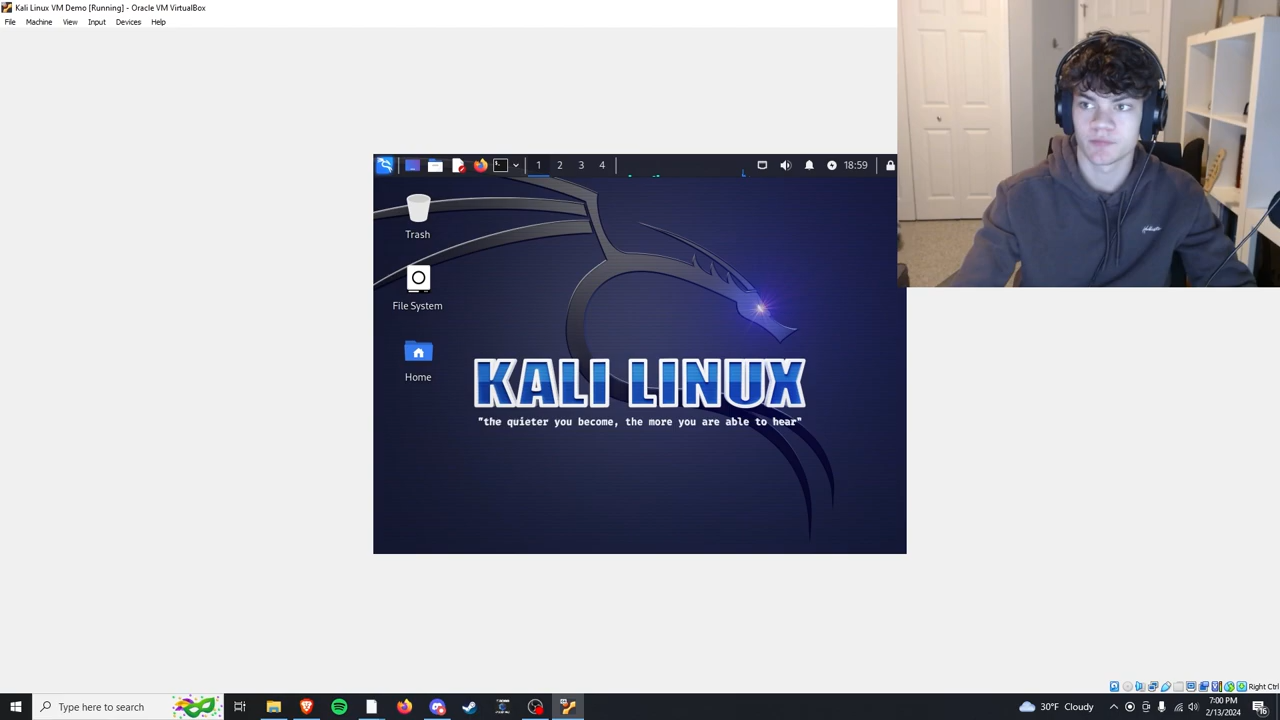 Kali Linux VM Demo [Running] - Oracle VM VirtualBox
File Machine View Input Devices Help
1 2 3 4 18:59
Trash
File System
Home
KALI LINUX
"the quieter you become, the more you are able to hear"
Right Ctrl
Type here to search
30°F Cloudy
7:00 PM
2/13/2024
16